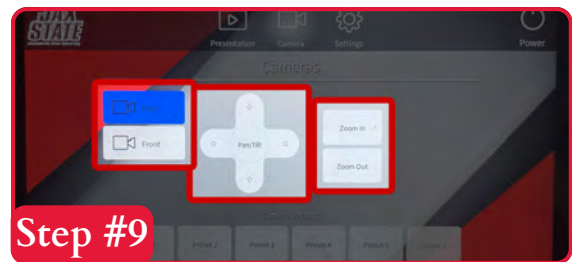 JAX
STATE
Presentation
Camera
Settings
Power
Cameras
Front
Pan/Tilt
Zoom In
Zoom Out
Preset 2
Preset 3
Preset 4
Preset 5
Step #9